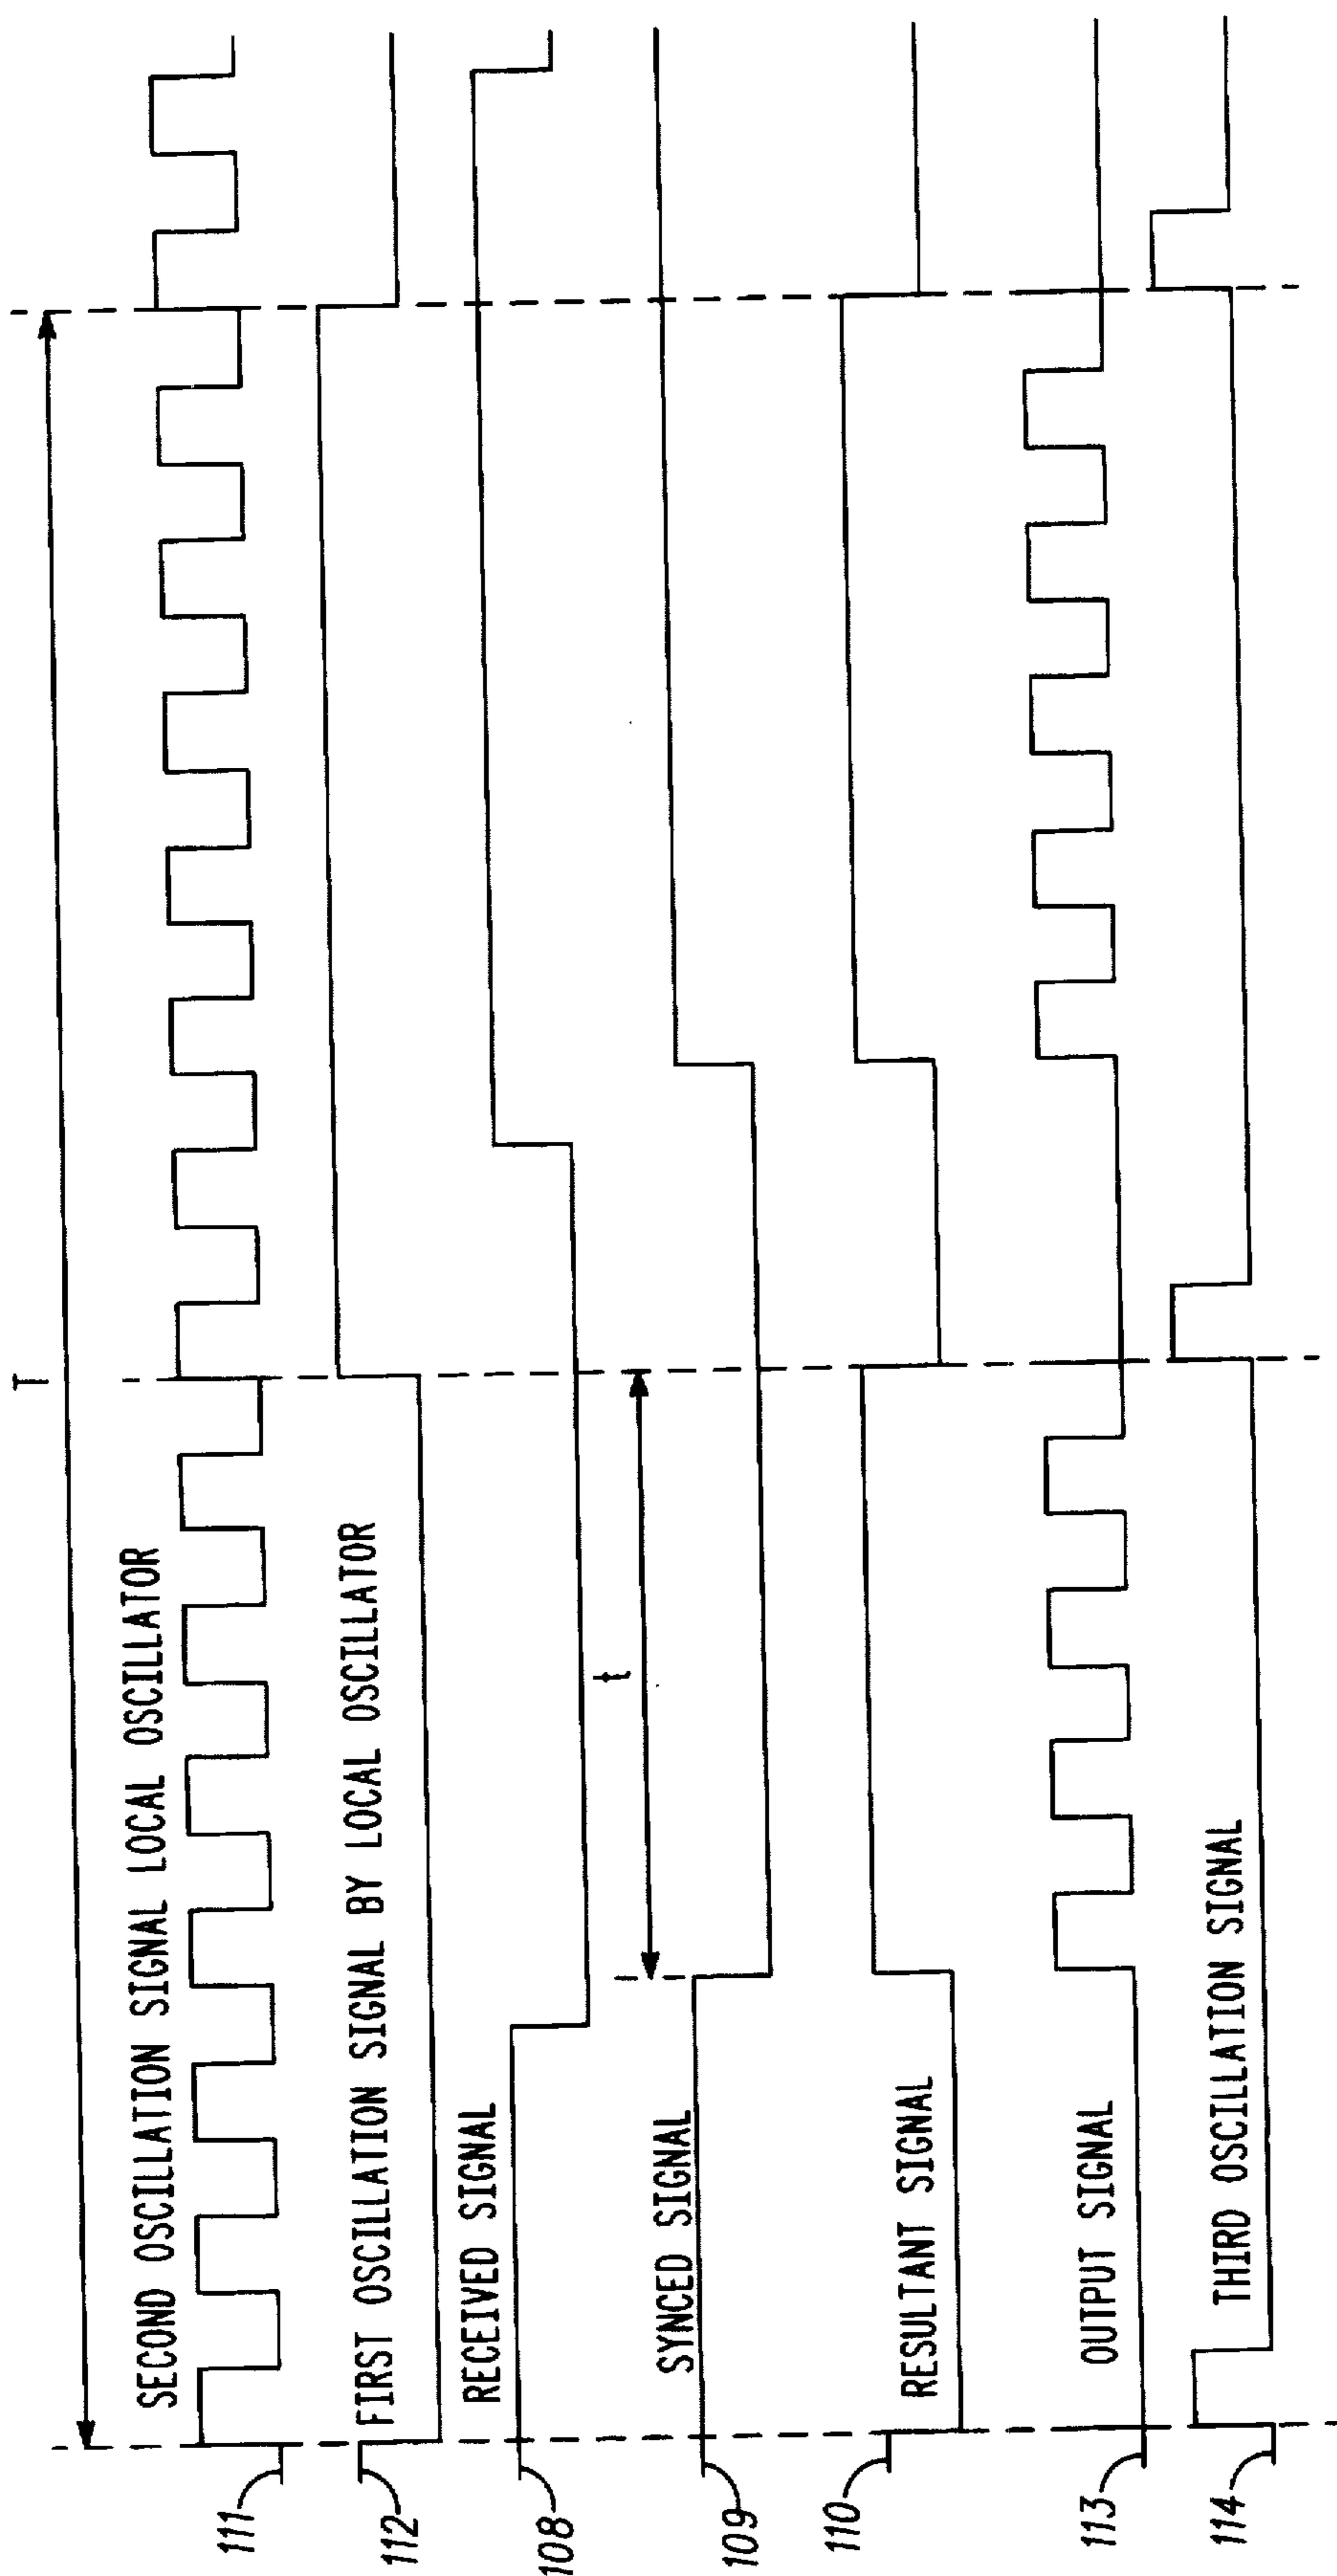 T
SECOND OSCILLATION SIGNAL LOCAL OSCILLATOR
111
FIRST OSCILLATION SIGNAL BY LOCAL OSCILLATOR
112
RECEIVED SIGNAL
108
t
SYNCED SIGNAL
109
RESULTANT SIGNAL
110
OUTPUT SIGNAL
113
THIRD OSCILLATION SIGNAL
114